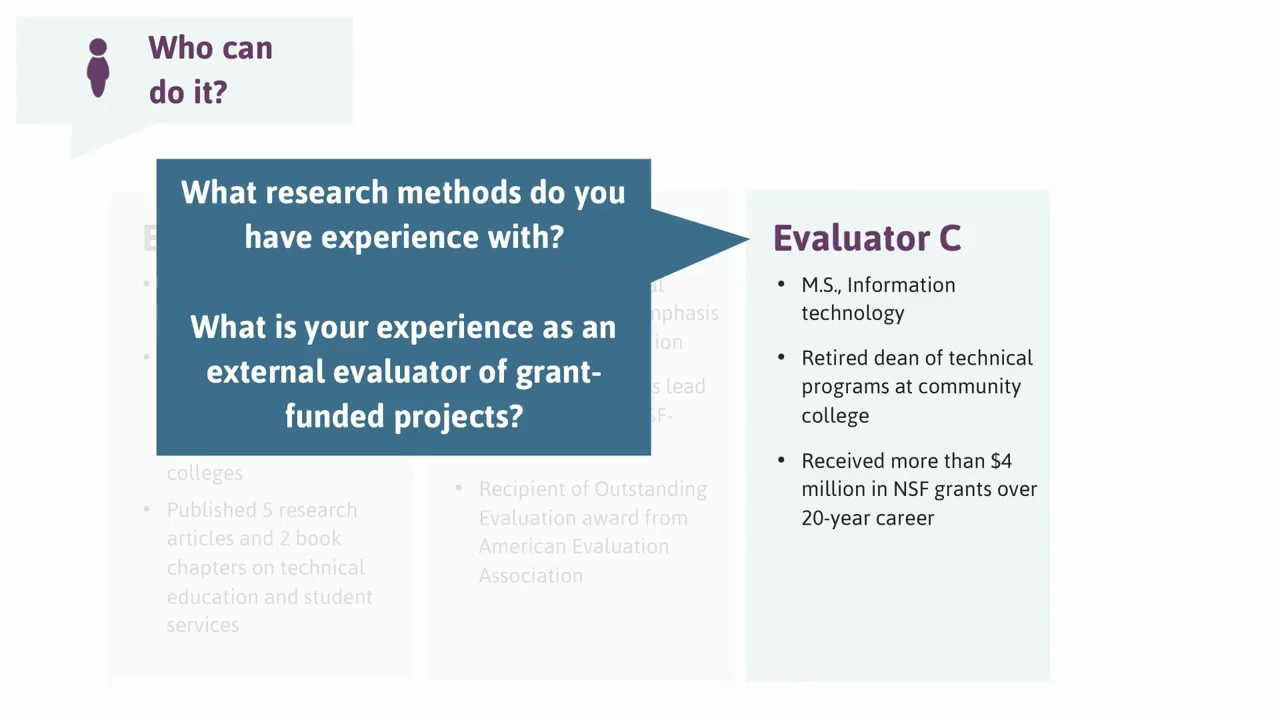 Who can
do it?
What research methods do you
have experience with?
What is your experience as an
external evaluator of grant-
funded projects?
colleges
• Published 5 research
articles and 2 book
chapters on technical
education and student
services
• Recipient of Outstanding
Evaluation award from
American Evaluation
Association
Evaluator C
• M.S., Information
technology
• Retired dean of technical
programs at community
college
• Received more than $4
million in NSF grants over
20-year career